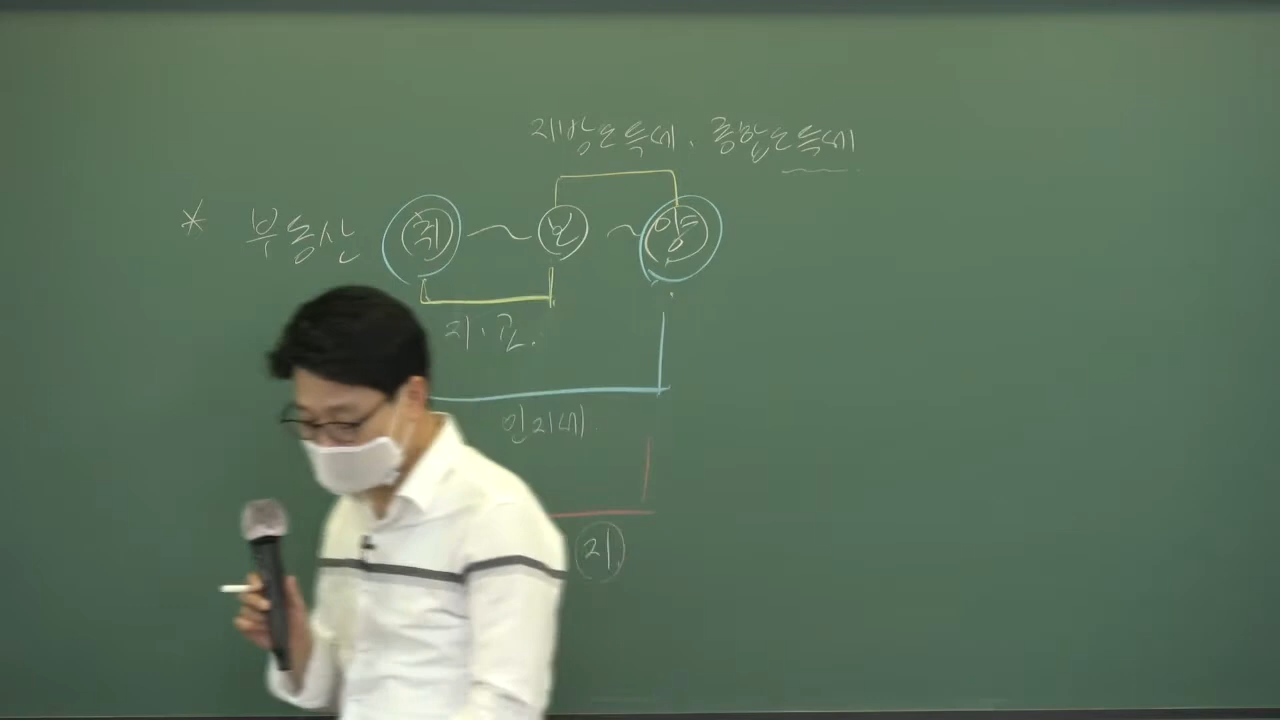 지방소득세. 종합소득세
* 부동산 취 ~ 보 ~ 양도
지.
인지세.
지